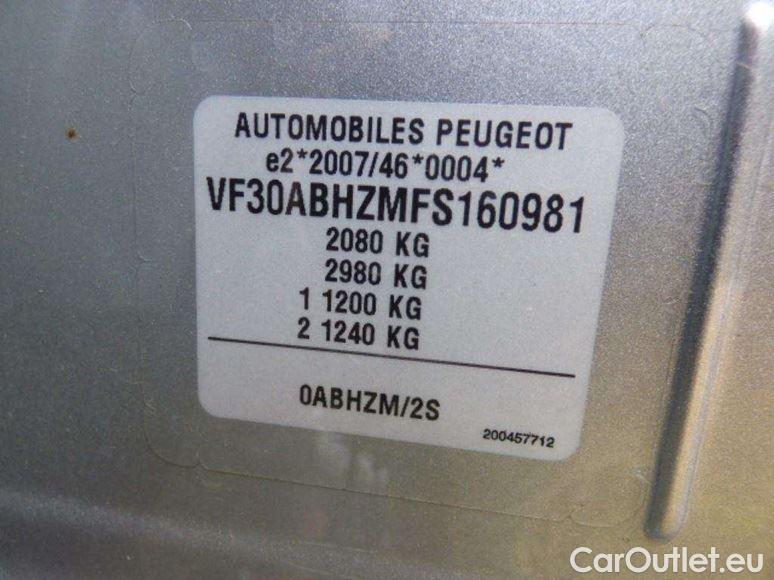 AUTOMOBILES PEUGEOT
e2*2007/46*0004*
VF30ABHZMFS160981
2080 KG
2980 KG
1 1200 KG
2 1240 KG
0ABHZM/2S
200457712
CarOutlet.eu